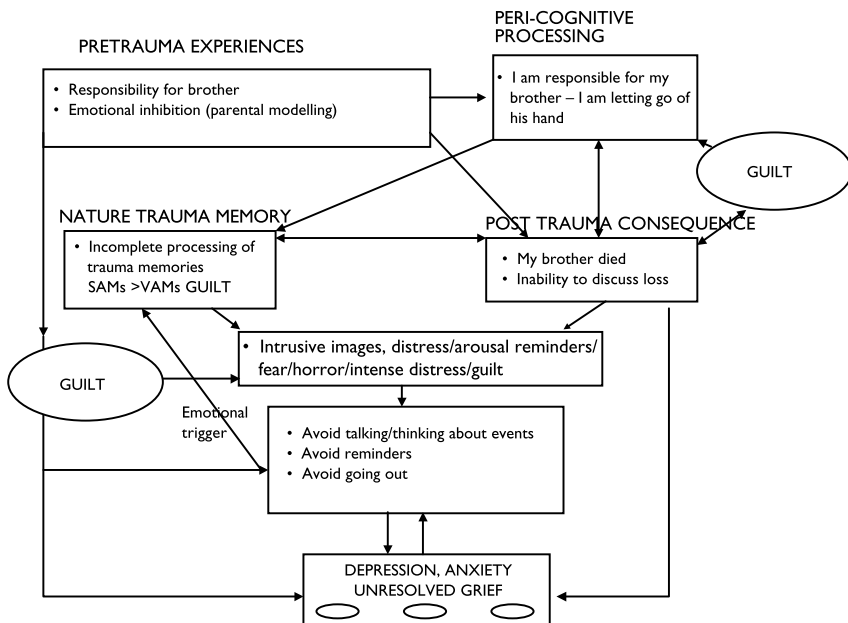 PERI-COGNITIVE
PROCESSING
PRETRAUMA EXPERIENCES
• Responsibility for brother
• Emotional inhibition (parental modelling)
• I am responsible for my
brother – I am letting go of
his hand
GUILT
NATURE TRAUMA MEMORY
POST TRAUMA CONSEQUENCE
• Incomplete processing of
trauma memories
SAMs >VAMs GUILT
• My brother died
• Inability to discuss loss
• Intrusive images, distress/arousal reminders/
fear/horror/intense distress/guilt
GUILT
Emotional
trigger
• Avoid talking/thinking about events
• Avoid reminders
• Avoid going out
DEPRESSION, ANXIETY
UNRESOLVED GRIEF